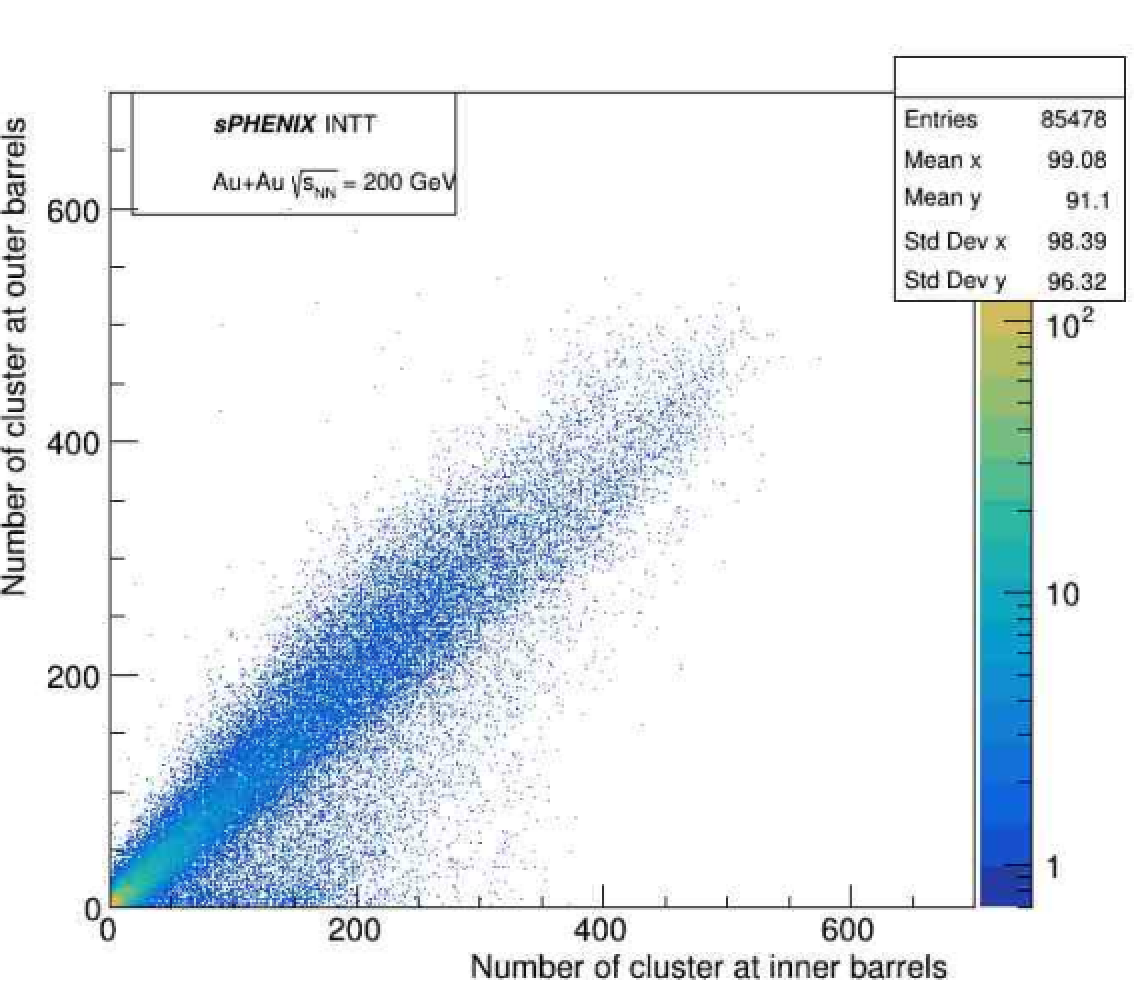 sPHENIX INTT
Au+Au √sNN = 200 GeV
Entries 85478
Mean x 99.08
Mean y 91.1
Std Dev x 98.39
Std Dev y 96.32
Number of cluster at outer barrels
600
400
200
0
0 200 400 600
Number of cluster at inner barrels
10²
10
1